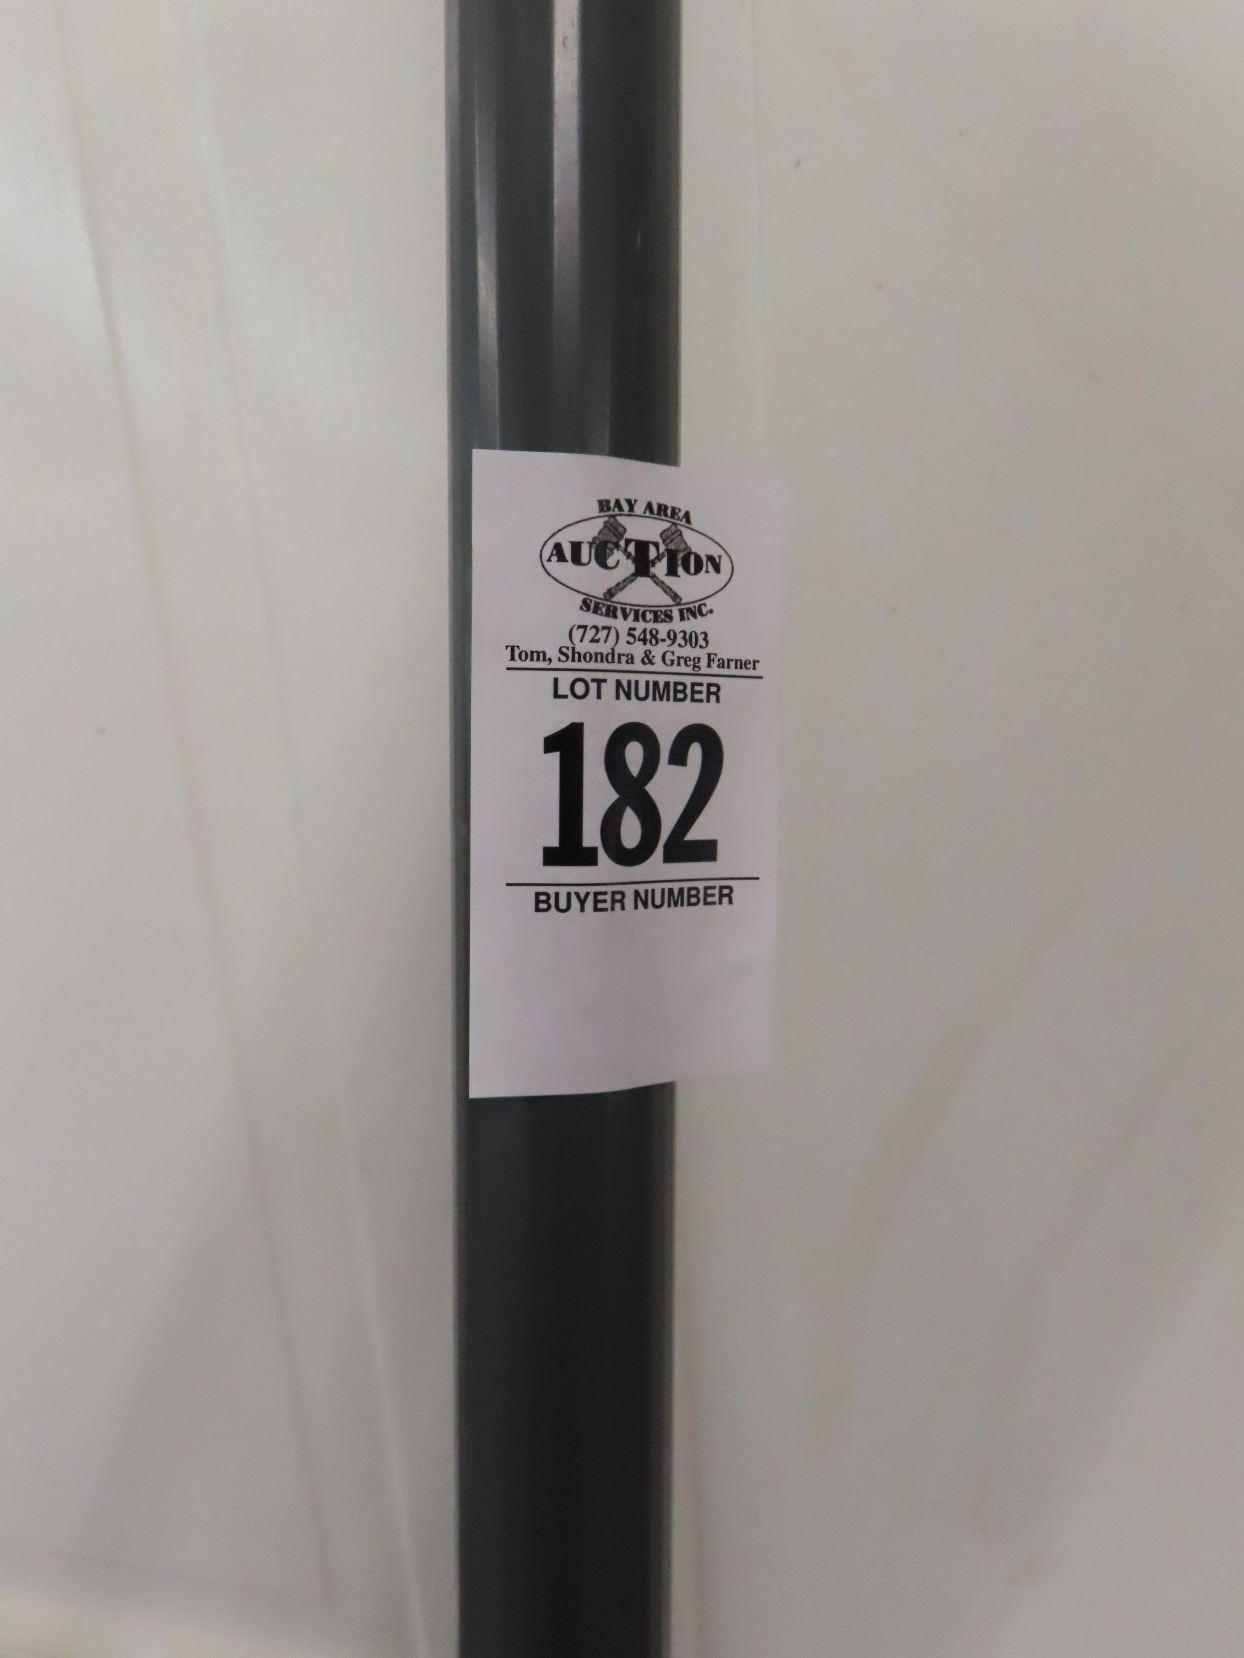 BAY AREA
AUCTION
SERVICES INC.
(727) 548-9303
Tom, Shondra & Greg Farner
LOT NUMBER
182
BUYER NUMBER